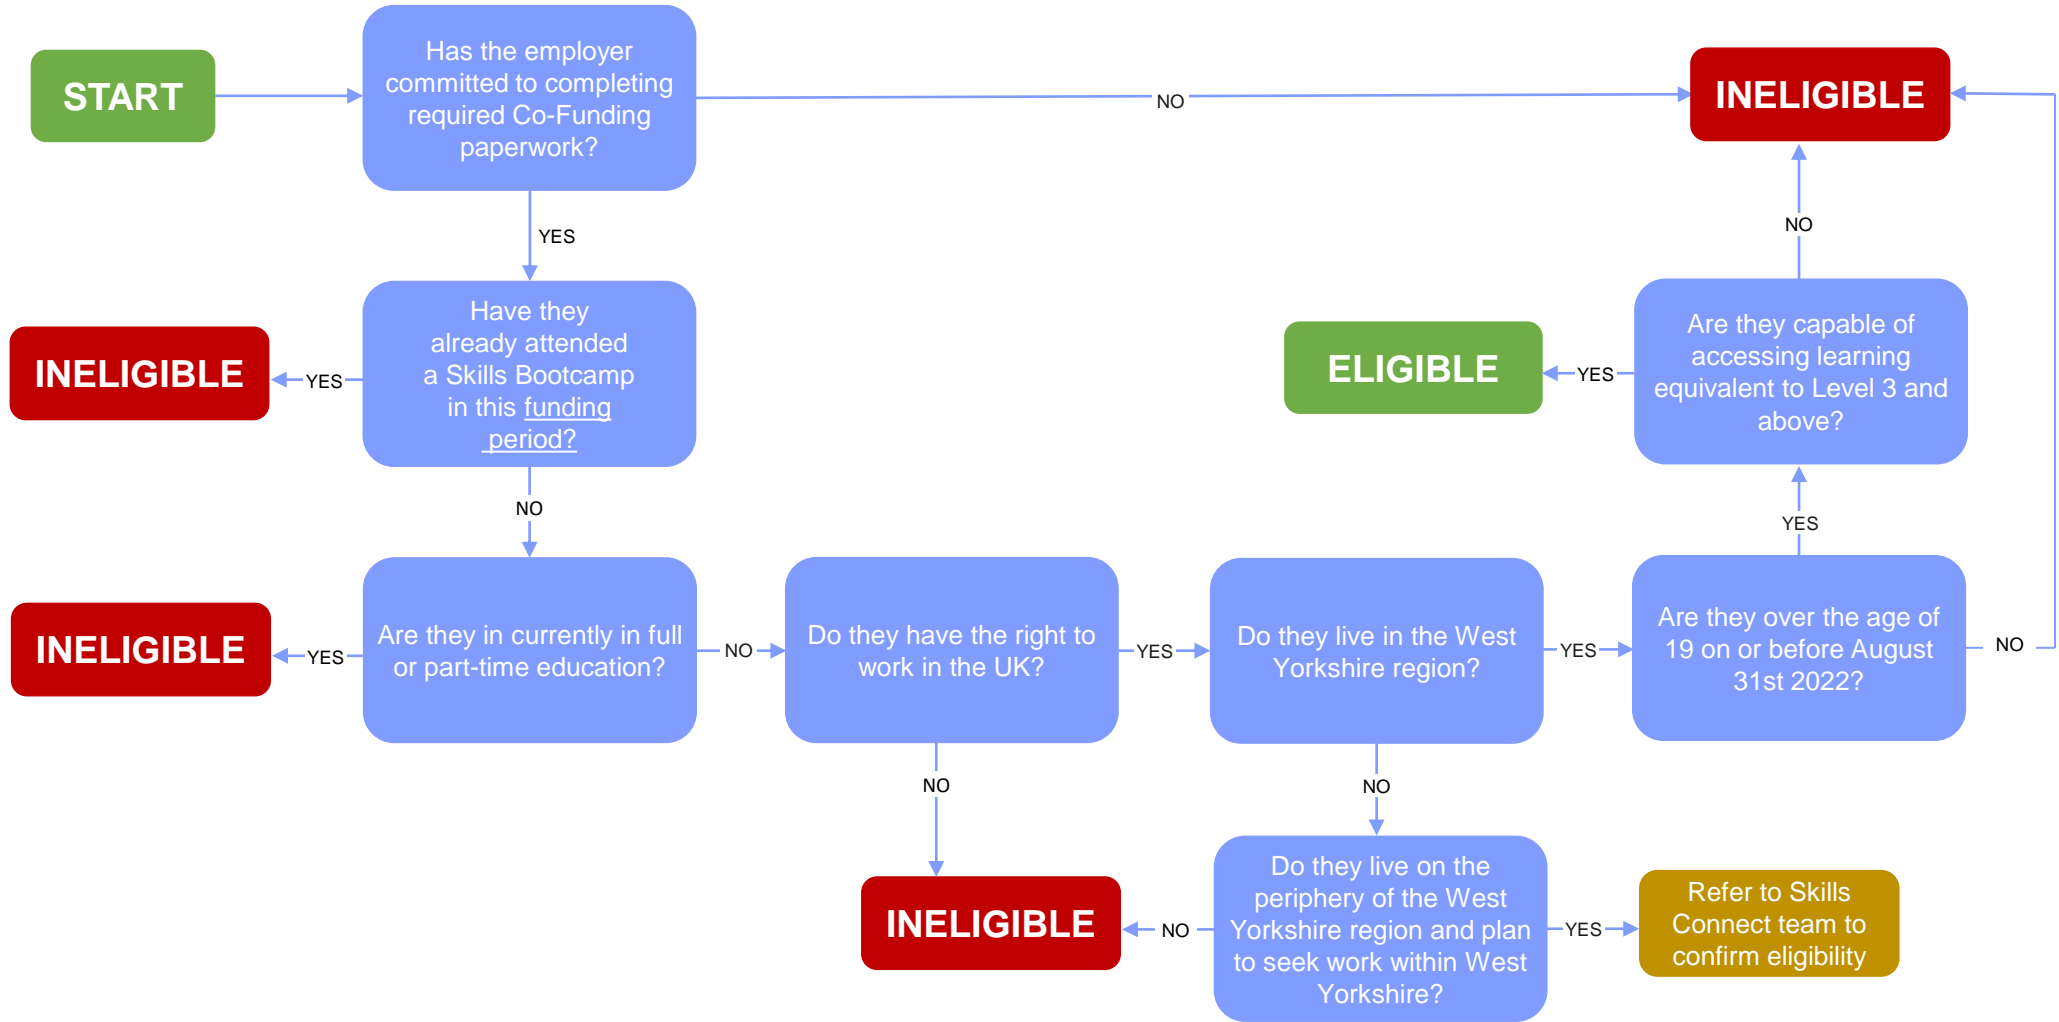 START
Has the employer
committed to completing
required Co-Funding
paperwork?
NO
INELIGIBLE
YES
NO
Have they
already attended
a Skills Bootcamp
in this funding
period?
YES
INELIGIBLE
Are they capable of
accessing learning
equivalent to Level 3 and
above?
YES
ELIGIBLE
NO
YES
Are they in currently in full
or part-time education?
YES
INELIGIBLE
NO
Do they have the right to
work in the UK?
YES
Do they live in the West
Yorkshire region?
YES
Are they over the age of
19 on or before August
31st 2022?
NO
NO
NO
INELIGIBLE
NO
Do they live on the
periphery of the West
Yorkshire region and plan
to seek work within West
Yorkshire?
YES
Refer to Skills
Connect team to
confirm eligibility